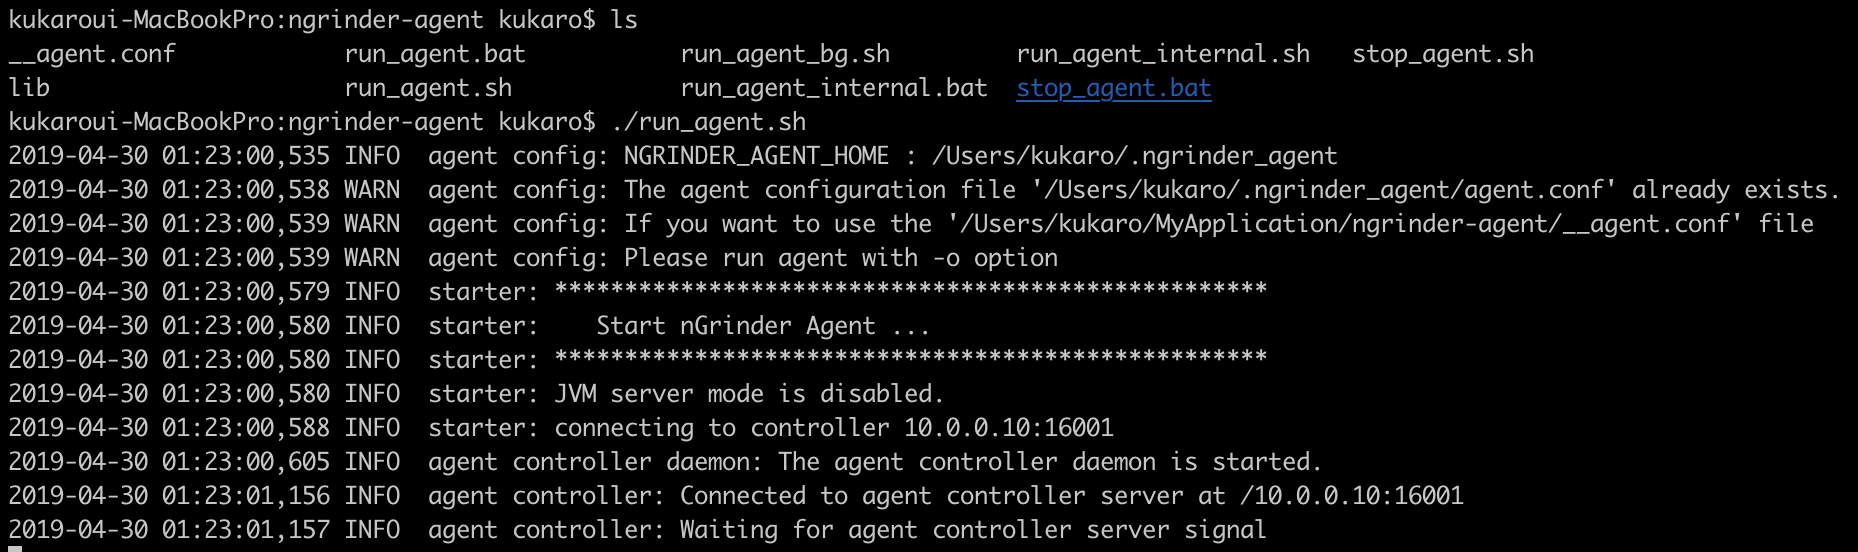 kukaroui-MacBookPro:ngrinder-agent kukaro$ ls
__agent.conf            run_agent.bat           run_agent_bg.sh         run_agent_internal.sh   stop_agent.sh
lib                     run_agent.sh            run_agent_internal.bat  stop_agent.bat
kukaroui-MacBookPro:ngrinder-agent kukaro$ ./run_agent.sh
2019-04-30 01:23:00,535 INFO  agent config: NGRINDER_AGENT_HOME : /Users/kukaro/.ngrinder_agent
2019-04-30 01:23:00,538 WARN  agent config: The agent configuration file '/Users/kukaro/.ngrinder_agent/agent.conf' already exists.
2019-04-30 01:23:00,539 WARN  agent config: If you want to use the '/Users/kukaro/MyApplication/ngrinder-agent/__agent.conf' file
2019-04-30 01:23:00,539 WARN  agent config: Please run agent with -o option
2019-04-30 01:23:00,579 INFO  starter: ***************************************************
2019-04-30 01:23:00,580 INFO  starter:    Start nGrinder Agent ...
2019-04-30 01:23:00,580 INFO  starter: ***************************************************
2019-04-30 01:23:00,580 INFO  starter: JVM server mode is disabled.
2019-04-30 01:23:00,588 INFO  starter: connecting to controller 10.0.0.10:16001
2019-04-30 01:23:00,605 INFO  agent controller daemon: The agent controller daemon is started.
2019-04-30 01:23:01,156 INFO  agent controller: Connected to agent controller server at /10.0.0.10:16001
2019-04-30 01:23:01,157 INFO  agent controller: Waiting for agent controller server signal